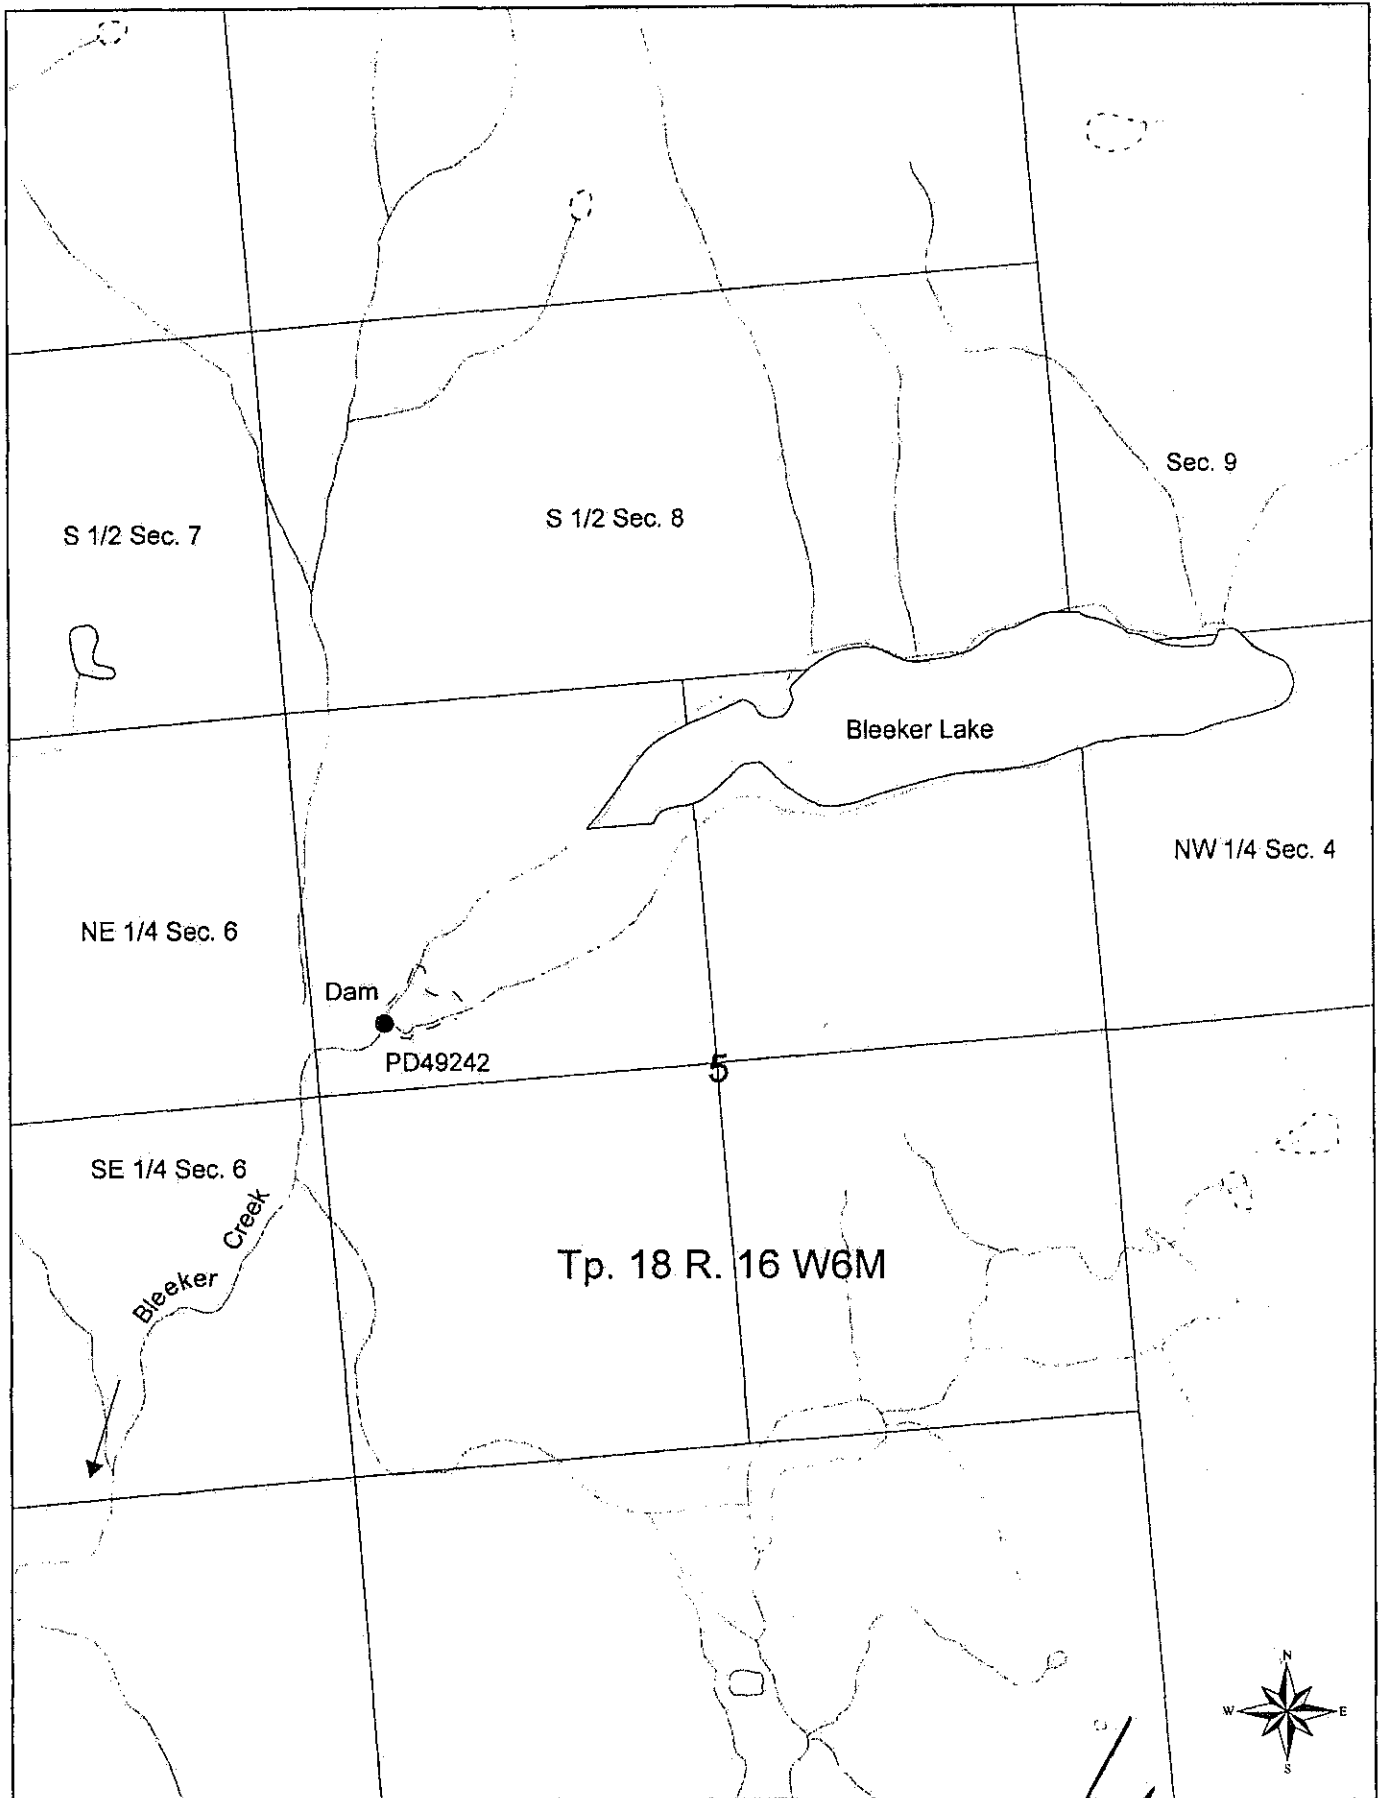 Sec. 9
S 1/2 Sec. 7
S 1/2 Sec. 8
Bleeker Lake
NW 1/4 Sec. 4
NE 1/4 Sec. 6
Dam
PD49242
5
SE 1/4 Sec. 6
Bleeker Creek
Tp. 18 R. 16 W6M
N
W E
S